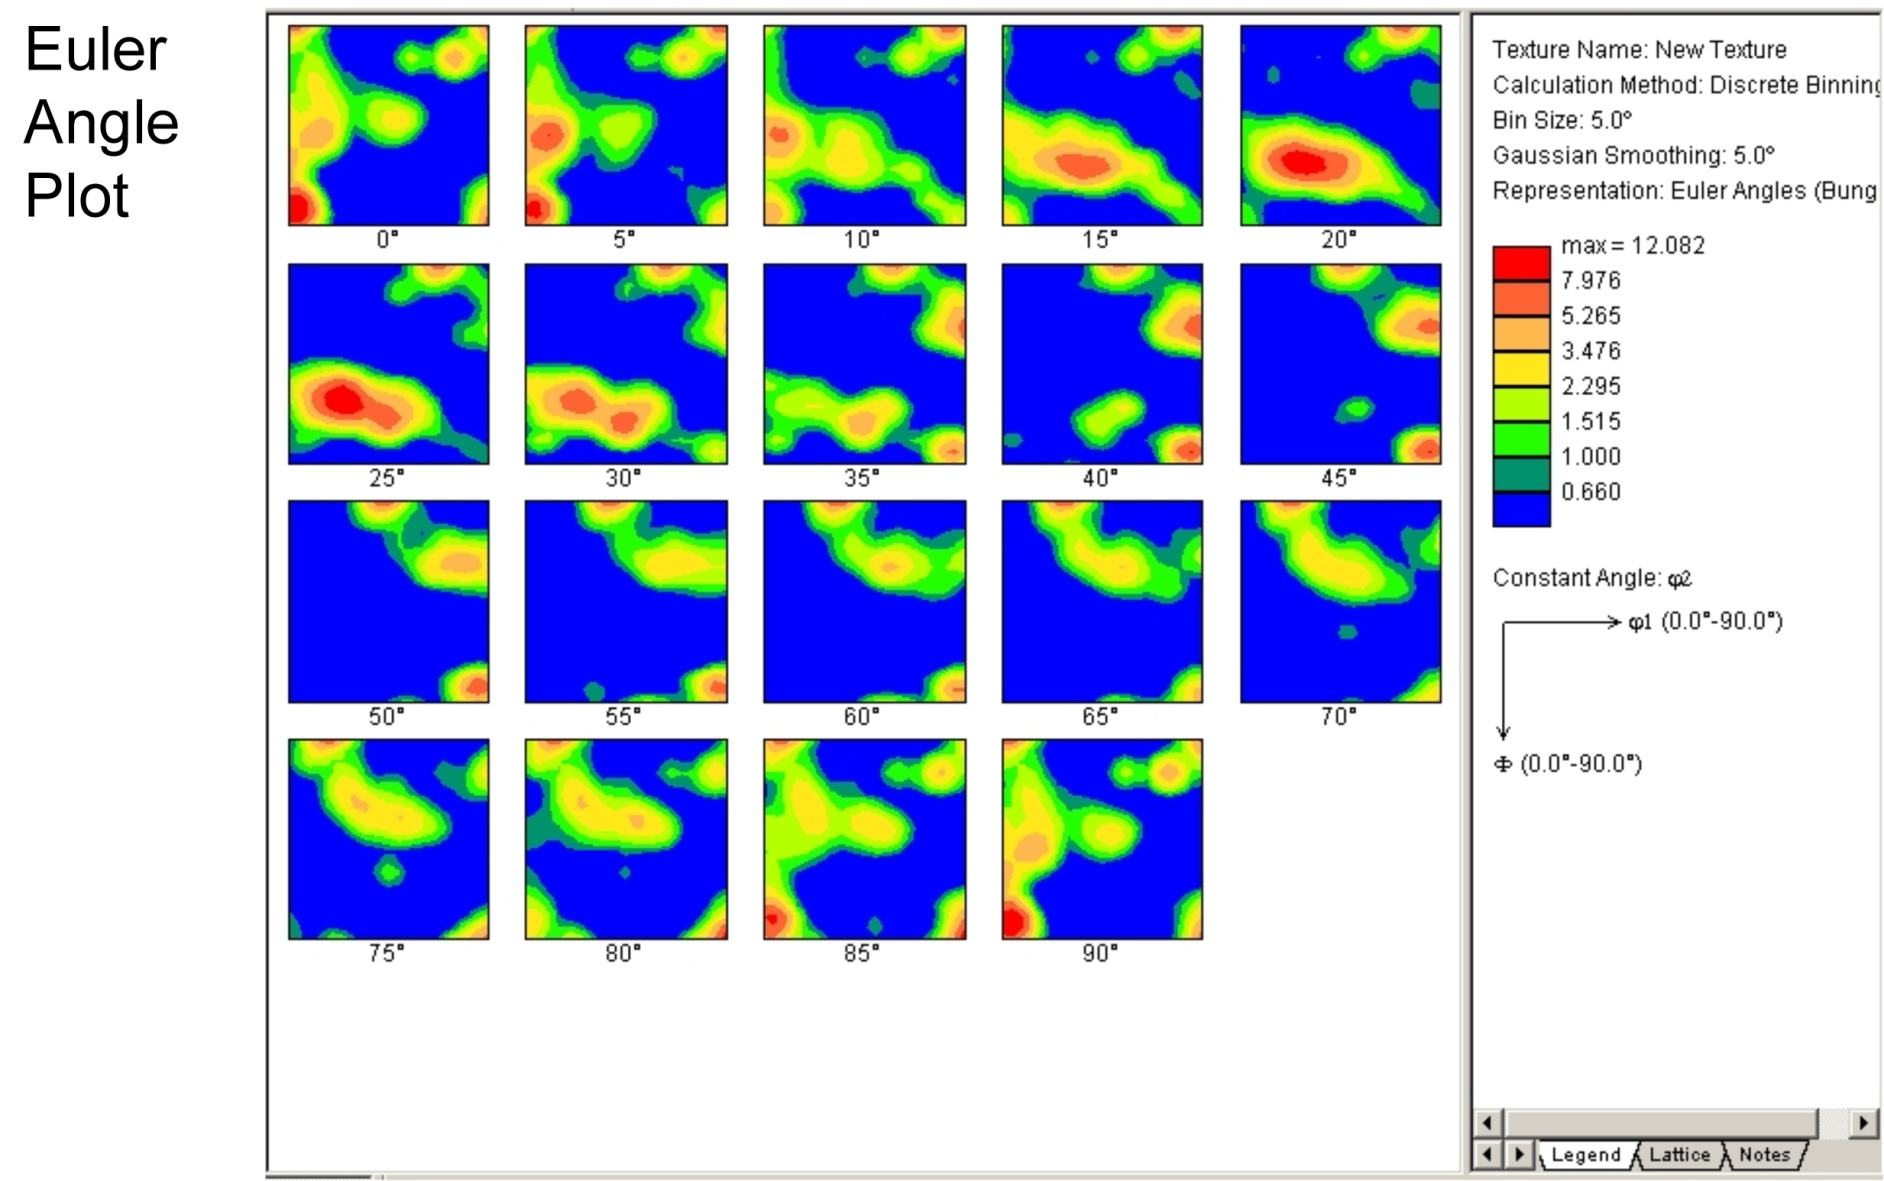 Euler
Angle
Plot
0° 5° 10° 15° 20°
25° 30° 35° 40° 45°
50° 55° 60° 65° 70°
75° 80° 85° 90°
Texture Name: New Texture
Calculation Method: Discrete Binning
Bin Size: 5.0°
Gaussian Smoothing: 5.0°
Representation: Euler Angles (Bung
max = 12.082
7.976
5.265
3.476
2.295
1.515
1.000
0.660
Constant Angle: φ2
φ1 (0.0°-90.0°)
Φ (0.0°-90.0°)
Legend Lattice Notes